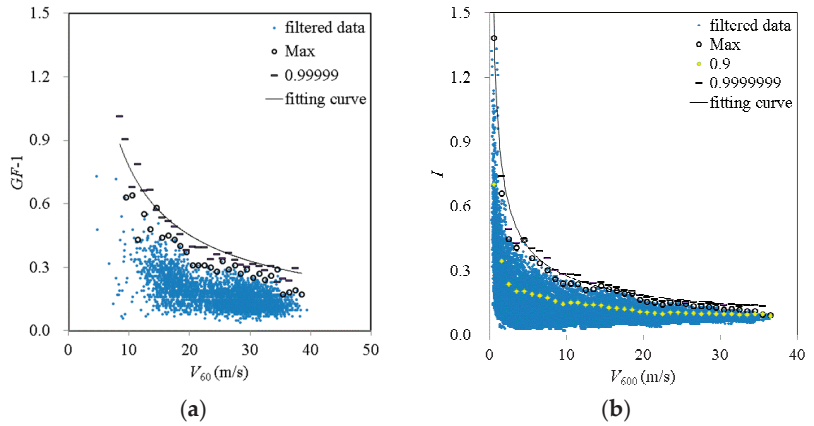 1.5
1.2
0.9
0.6
0.3
0.0
GF-1
filtered data
Max
0.99999
fitting curve
0 10 20 30 40 50
V60 (m/s)
(a)
1.5
1.2
0.9
0.6
0.3
0.0
I
filtered data
Max
0.9
0.9999999
fitting curve
0 10 20 30 40
V600 (m/s)
(b)